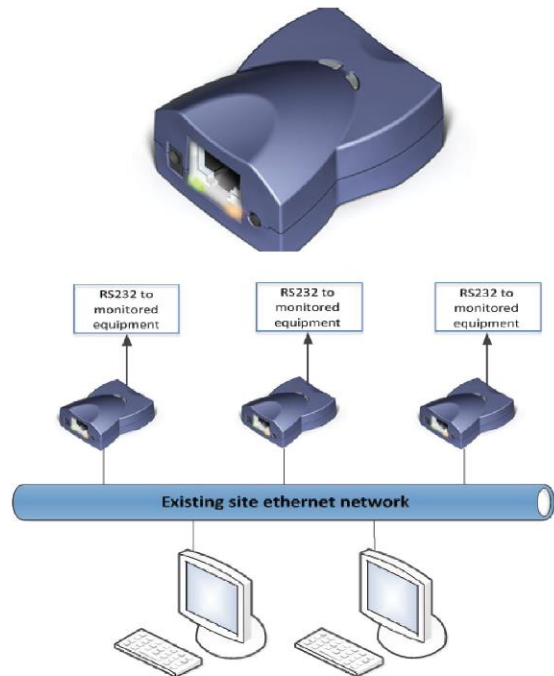 RS232 to
monitored
equipment
RS232 to
monitored
equipment
RS232 to
monitored
equipment
Existing site ethernet network